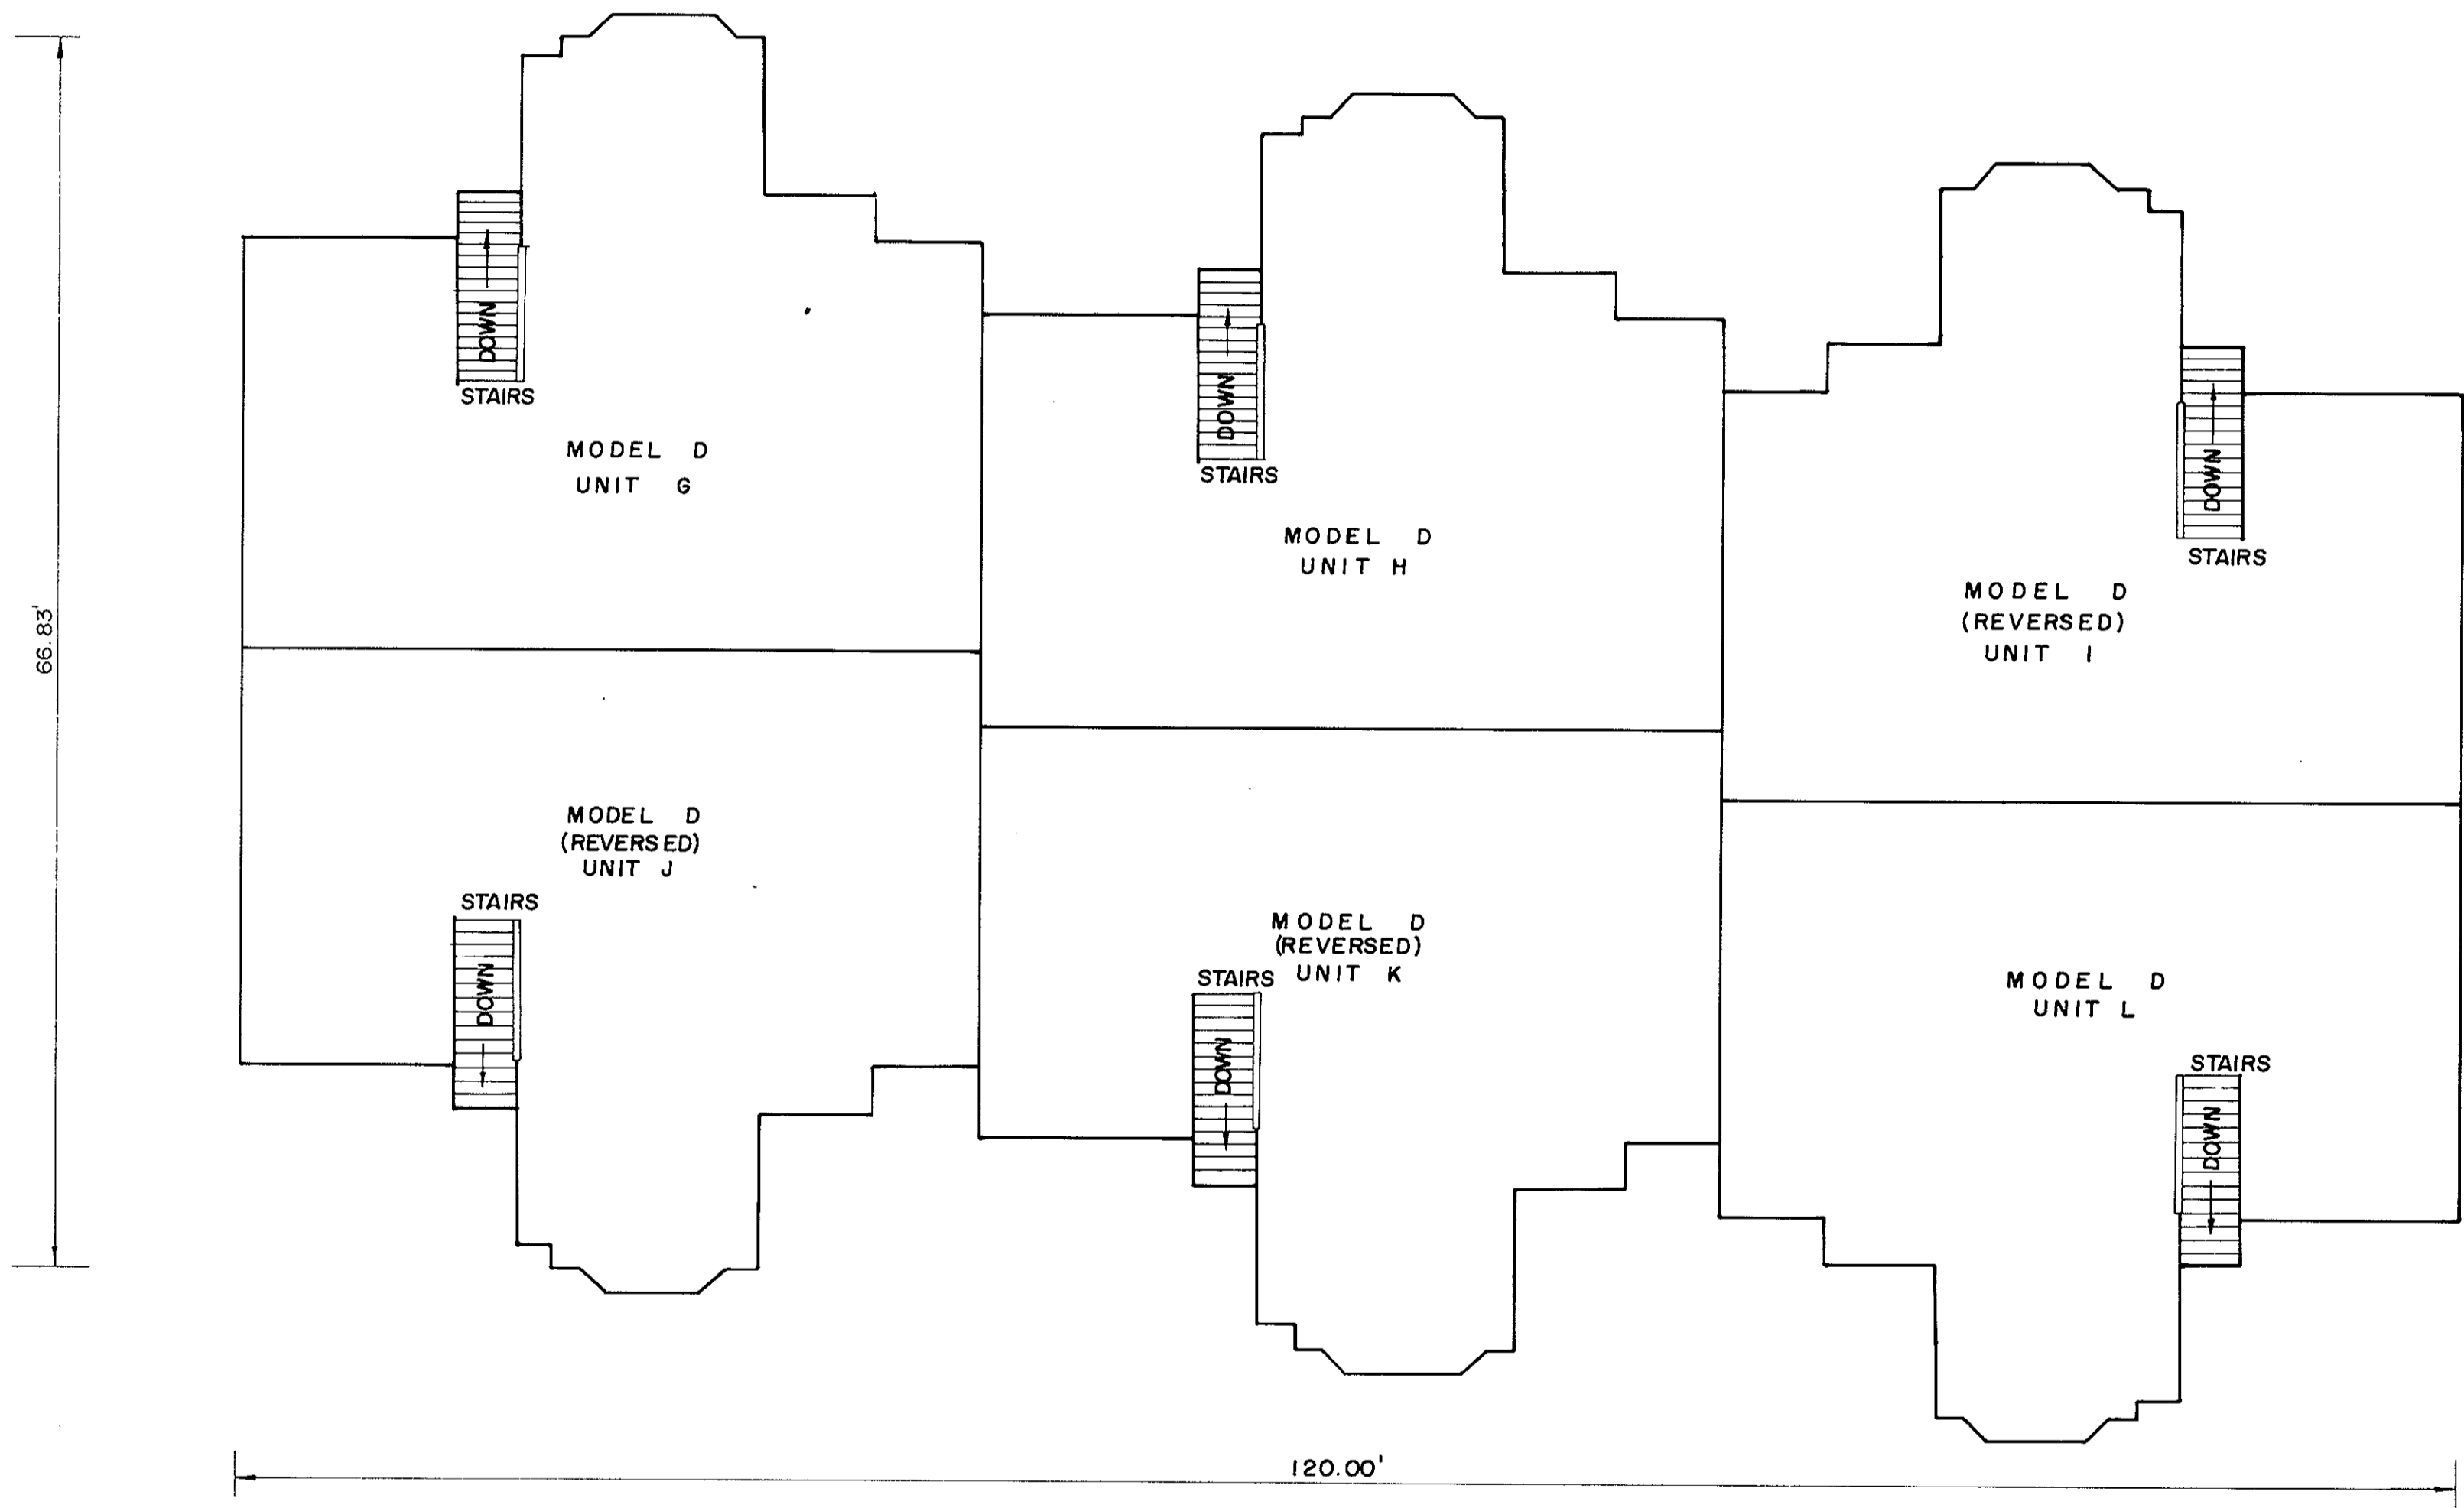 DOWN
STAIRS
MODEL D
UNIT G
DOWN
STAIRS
MODEL D
UNIT H
DOWN
STAIRS
MODEL D
(REVERSED)
UNIT I
66.83'
MODEL D
(REVERSED)
UNIT J
STAIRS
DOWN
MODEL D
(REVERSED)
UNIT K
STAIRS
DOWN
MODEL D
UNIT L
STAIRS
DOWN
120.00'